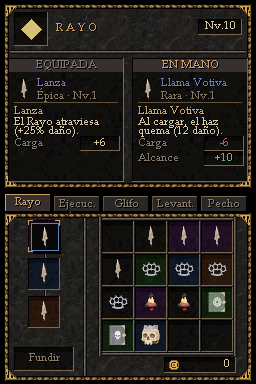 RAYO
Nv.10
EQUIPADA
Lanza
Épica · Nv.1
Lanza
El Rayo atraviesa
(+25% daño).
Carga +6
EN MANO
Llama Votiva
Rara · Nv.1
Llama Votiva
Al cargar, el haz
quema (12 daño).
Carga -6
Alcance +10
Rayo Ejecuc. Glifo Levant. Pecho
Fundir
0